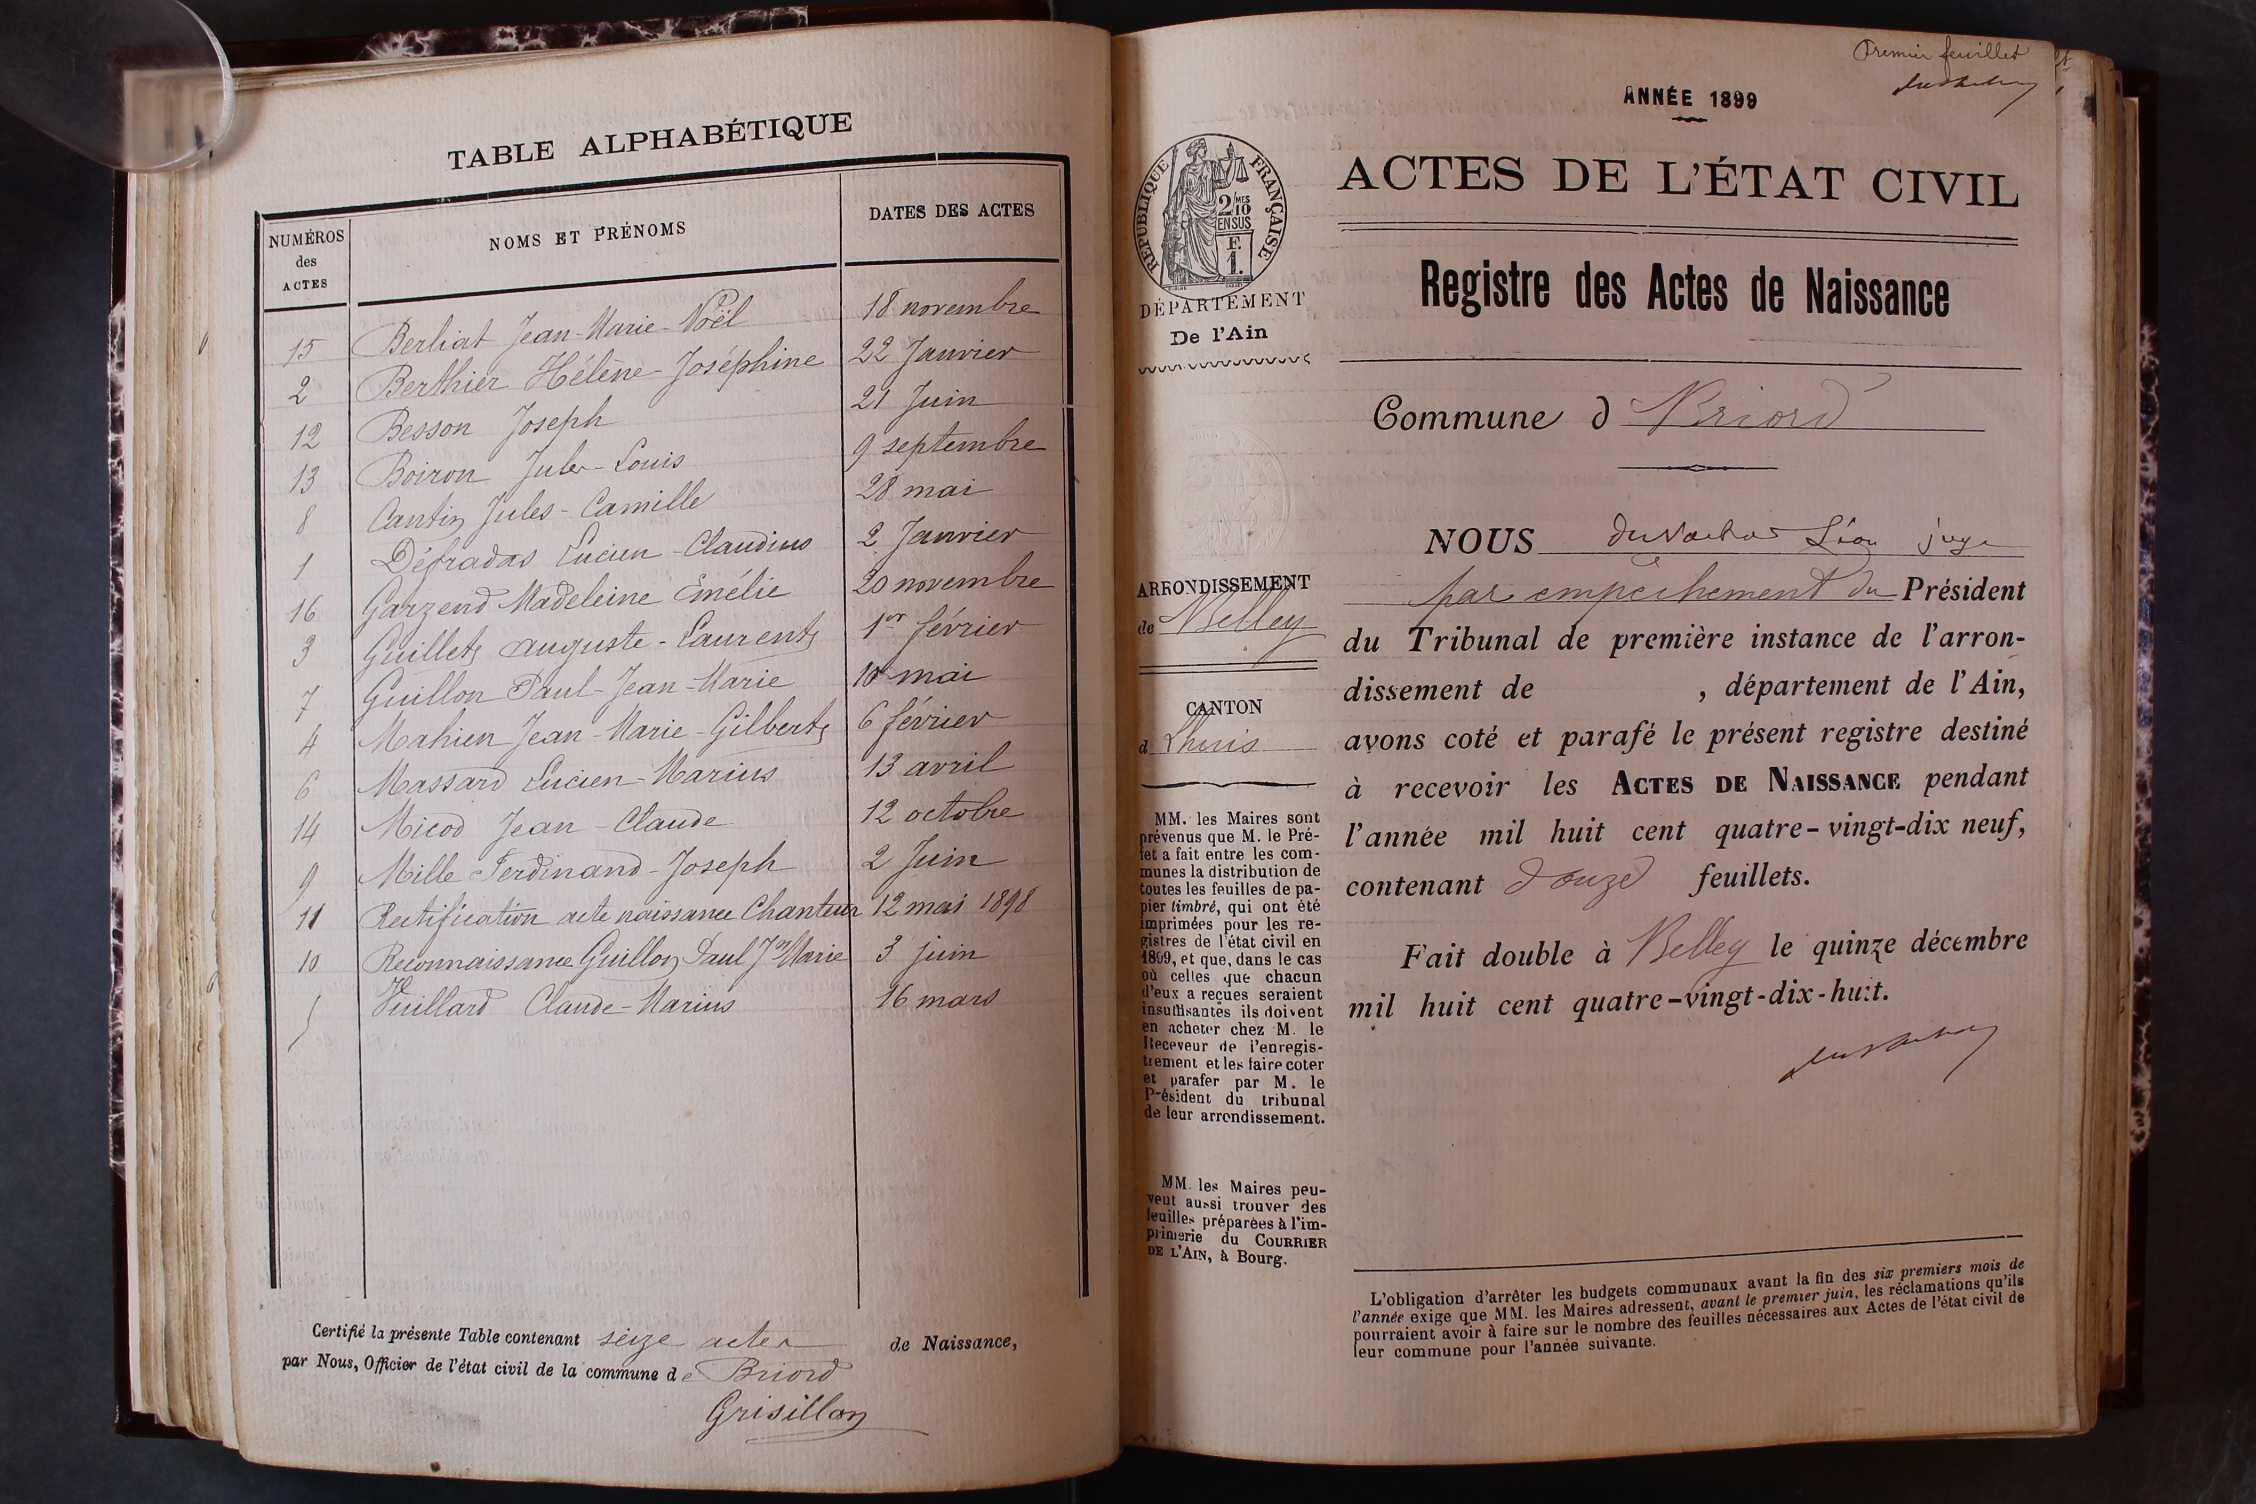 TABLE ALPHABÉTIQUE
NUMÉROS des ACTES
NOMS ET PRÉNOMS
DATES DES ACTES
15 Berliat Jean-Marie-Noël 18 novembre
2 Berthier Hélène-Joséphine 22 Janvier
12 Besson Joseph 21 Juin
13 Boiron Jules-Louis 9 septembre
8 Cantin Jules-Camille 28 mai
1 Défradas Lucien-Claudius 2 Janvier
16 Garzend Madeleine Emélie 20 novembre
3 Guillet Auguste-Laurent 1er février
7 Guillon Paul-Jean-Marie 10 mai
4 Mahien Jean-Marie-Gilbert 6 février
6 Massard Lucien-Marius 13 avril
14 Micod Jean-Claude 12 octobre
9 Mille Ferdinand-Joseph 2 Juin
11 Rectification acte naissance Chanteur 12 mai 1898
10 Reconnaissance Guillon Paul Jn Marie 3 juin
5 Vuillard Claude-Marius 16 mars
Certifié la présente Table contenant seize actes de Naissance,
par Nous, Officier de l'état civil de la commune de Briord
Grisillon
Premier feuillet
ANNÉE 1899
RÉPUBLIQUE FRANÇAISE
2 MES
10
EN SUS
F.
1.
ACTES DE L'ÉTAT CIVIL
DÉPARTEMENT
De l'Ain
Registre des Actes de Naissance
Commune d Briord
ARRONDISSEMENT
de Belley
CANTON
d Lhuis
MM. les Maires sont
prévenus que M. le Pré-
fet a fait entre les com-
munes la distribution de
toutes les feuilles de pa-
pier timbré, qui ont été
imprimées pour les re-
gistres de l'état civil en
1899, et que, dans le cas
où celles que chacun
d'eux a reçues seraient
insuffisantes ils doivent
en acheter chez M. le
Receveur de l'enregis-
trement et les faire coter
et parafer par M. le
Président du tribunal
de leur arrondissement.
MM. les Maires peu-
vent aussi trouver des
feuilles préparées à l'im-
primerie du COURRIER
DE L'AIN, à Bourg.
NOUS Léon juge
par empêchement du Président
du Tribunal de première instance de l'arron-
dissement de , département de l'Ain,
avons coté et parafé le présent registre destiné
à recevoir les ACTES DE NAISSANCE pendant
l'année mil huit cent quatre-vingt-dix neuf,
contenant douze feuillets.
Fait double à Belley le quinze décembre
mil huit cent quatre-vingt-dix-huit.
L'obligation d'arrêter les budgets communaux avant la fin des six premiers mois de
l'année exige que MM. les Maires adressent, avant le premier juin, les réclamations qu'ils
pourraient avoir à faire sur le nombre des feuilles nécessaires aux Actes de l'état civil de
leur commune pour l'année suivante.